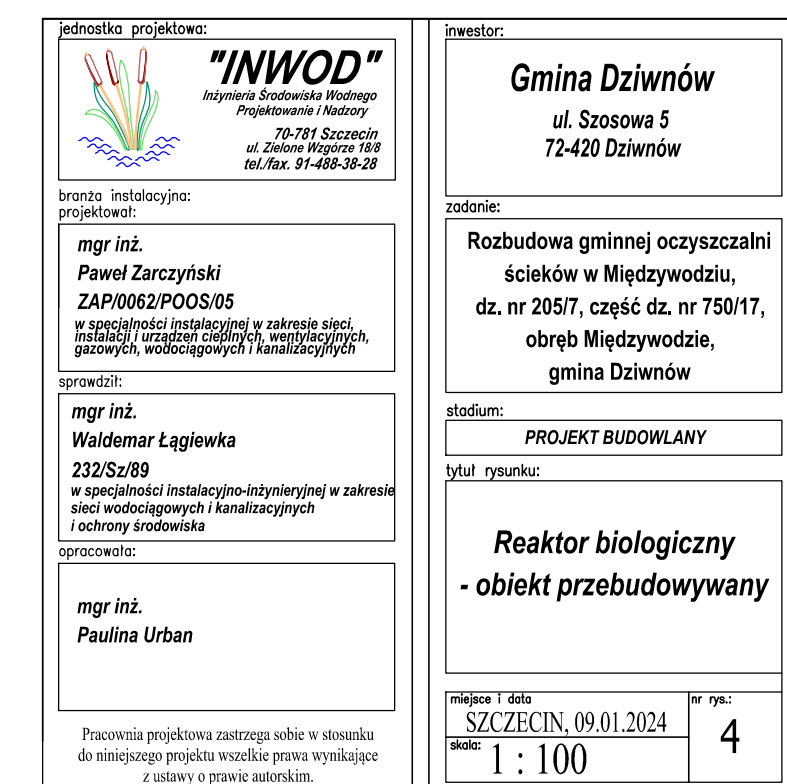 jednostka projektowa:
"INWOD"
Inżynieria Środowiska Wodnego
Projektowanie i Nadzory
70-781 Szczecin
ul. Zielone Wzgórze 18/8
tel./fax. 91-488-38-28
branża instalacyjna:
projektował:
mgr inż.
Paweł Zarczyński
ZAP/0062/POOS/05
w specjalności instalacyjnej w zakresie sieci,
instalacji i urządzeń cieplnych, wentylacyjnych,
gazowych, wodociągowych i kanalizacyjnych
sprawdził:
mgr inż.
Waldemar Łągiewka
232/Sz/89
w specjalności instalacyjno-inżynieryjnej w zakresie
sieci wodociągowych i kanalizacyjnych
i ochrony środowiska
opracowała:
mgr inż.
Paulina Urban
Pracownia projektowa zastrzega sobie w stosunku
do niniejszego projektu wszelkie prawa wynikające
z ustawy o prawie autorskim.
inwestor:
Gmina Dziwnów
ul. Szosowa 5
72-420 Dziwnów
zadanie:
Rozbudowa gminnej oczyszczalni
ścieków w Międzywodziu,
dz. nr 205/7, część dz. nr 750/17,
obręb Międzywodzie,
gmina Dziwnów
stadium:
PROJEKT BUDOWLANY
tytuł rysunku:
Reaktor biologiczny
- obiekt przebudowywany
miejsce i data
SZCZECIN, 09.01.2024
skala: 1 : 100
nr rys.:
4